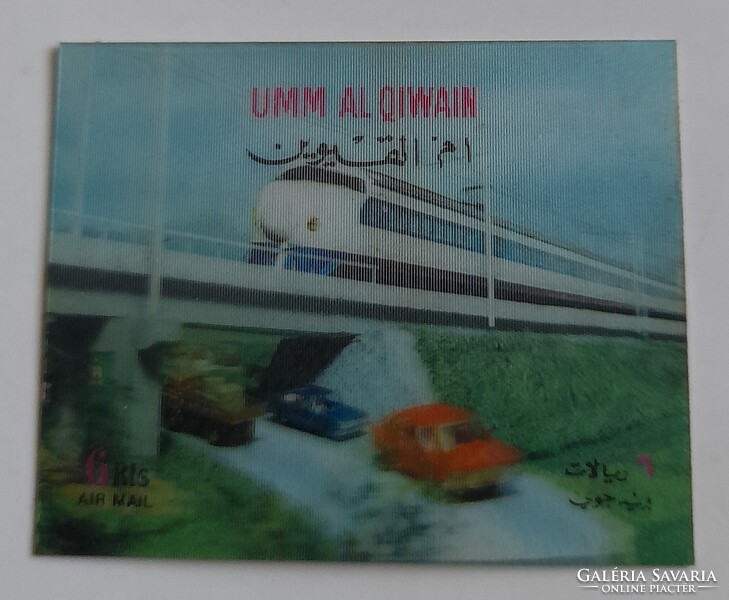 UMM AL QIWAIN
ام القيوين
6 Rls
AIR MAIL
٦ ريالات
بريد جوي
GALÉRIA SAVARIA
ONLINE PIACTÉR